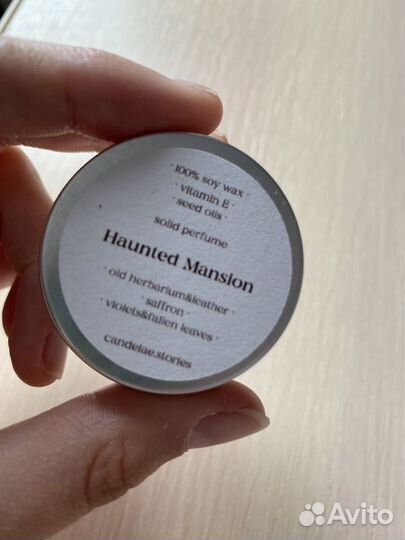 · 100% soy wax ·
· vitamin E ·
· seed oils ·
solid perfume
Haunted Mansion
· old herbarium&leather ·
· saffron ·
· violets&fallen leaves ·
candelae.stories
Avito